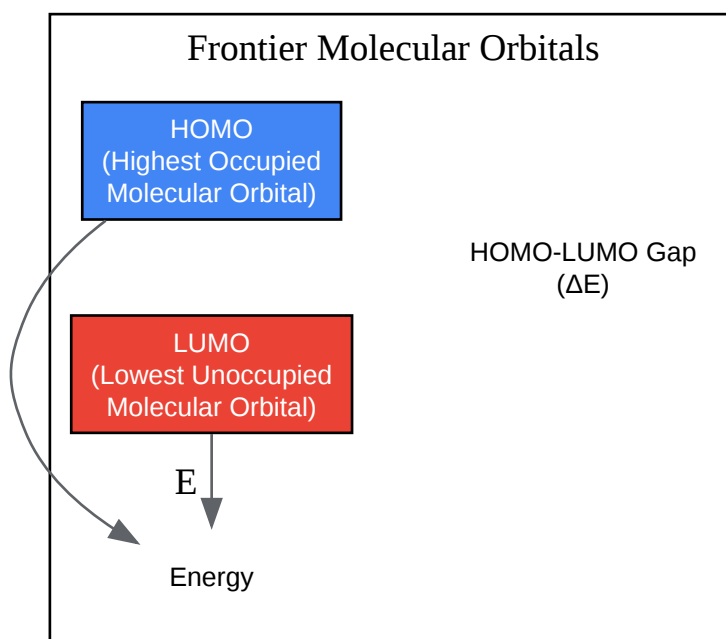 Frontier Molecular Orbitals
HOMO
(Highest Occupied
Molecular Orbital)
HOMO-LUMO Gap
(ΔE)
LUMO
(Lowest Unoccupied
Molecular Orbital)
E
Energy